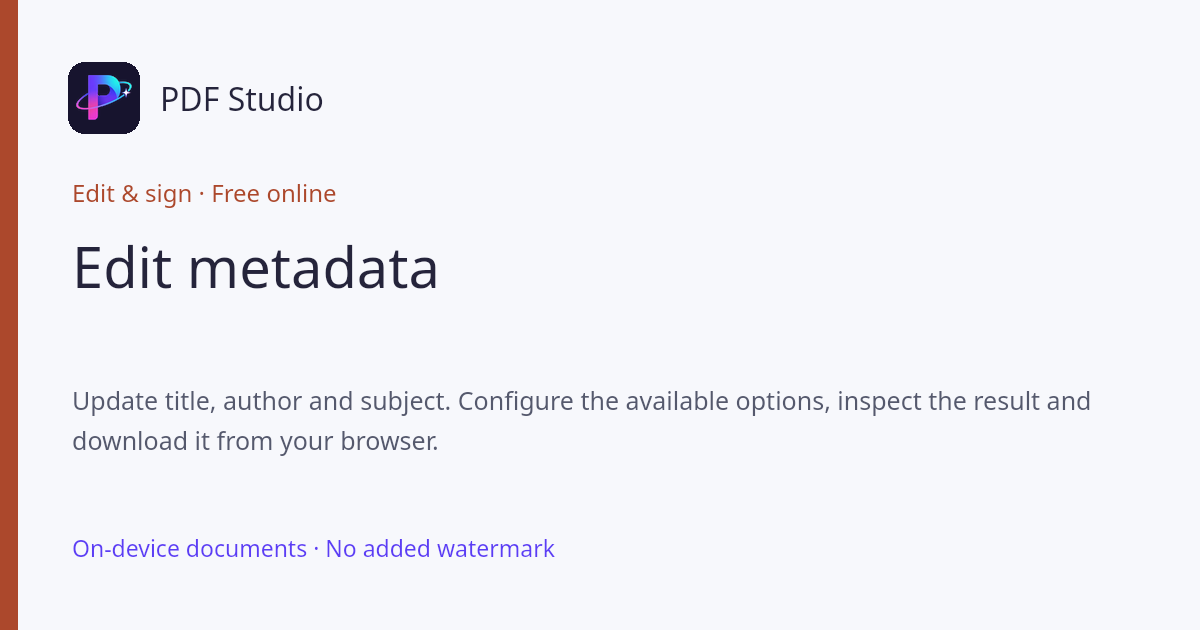 PDF Studio
Edit & sign · Free online
Edit metadata
Update title, author and subject. Configure the available options, inspect the result and
download it from your browser.
On-device documents · No added watermark